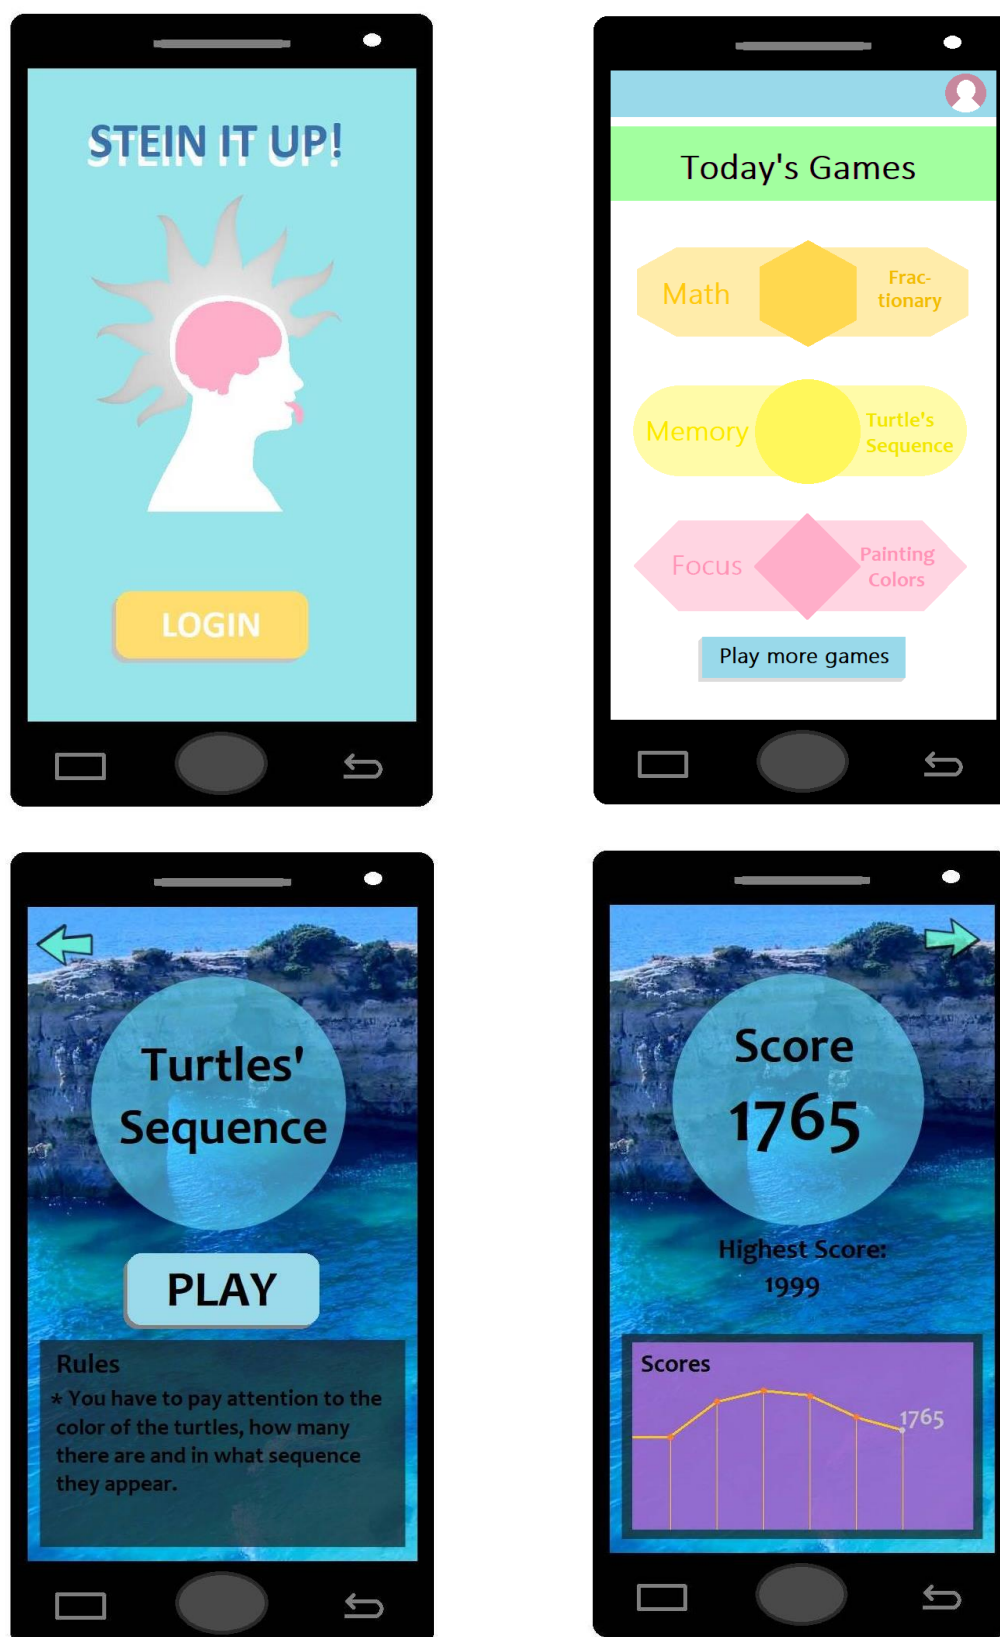 STEIN IT UP!
LOGIN
Today's Games
Math
Frac-
tionary
Memory
Turtle's
Sequence
Focus
Painting
Colors
Play more games
Turtles'
Sequence
PLAY
Rules
* You have to pay attention to the
color of the turtles, how many
there are and in what sequence
they appear.
Score
1765
Highest Score:
1999
Scores
1765